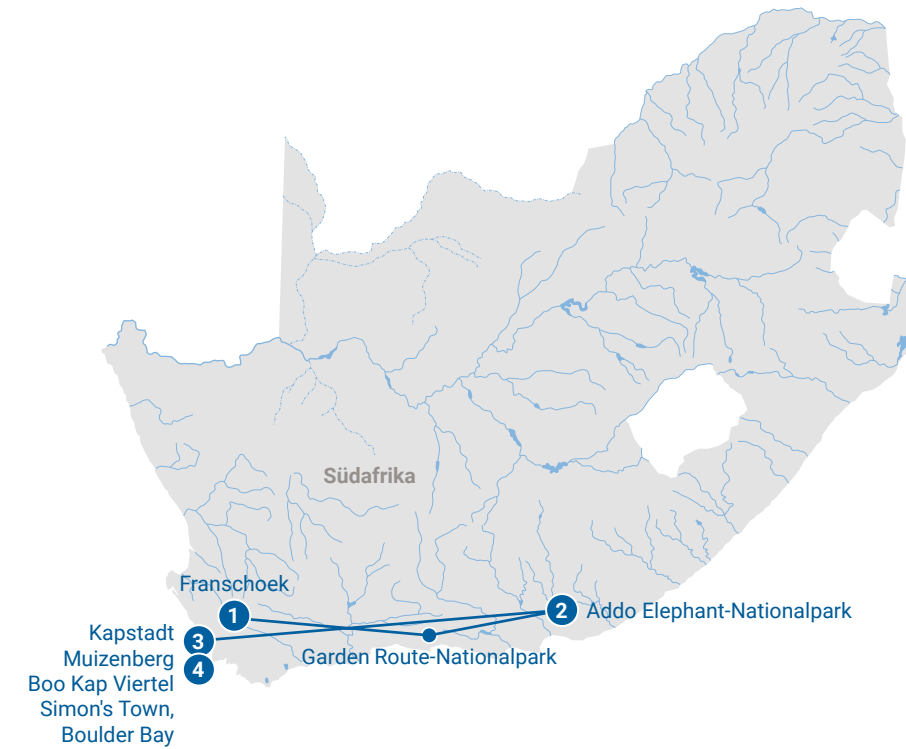 Südafrika
Franschoek
1
2 Addo Elephant-Nationalpark
Kapstadt 3
Muizenberg
Garden Route-Nationalpark
4
Boo Kap Viertel
Simon's Town,
Boulder Bay